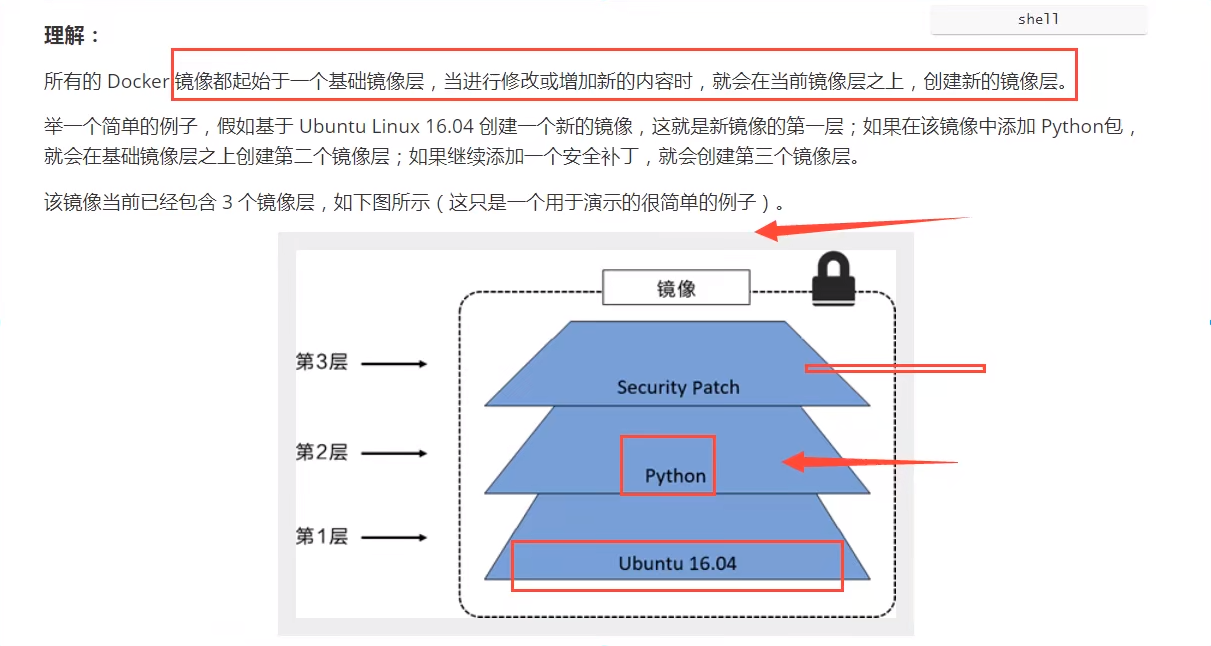 shell
理解：
所有的 Docker 镜像都起始于一个基础镜像层，当进行修改或增加新的内容时，就会在当前镜像层之上，创建新的镜像层。
举一个简单的例子，假如基于 Ubuntu Linux 16.04 创建一个新的镜像，这就是新镜像的第一层；如果在该镜像中添加 Python包，
就会在基础镜像层之上创建第二个镜像层；如果继续添加一个安全补丁，就会创建第三个镜像层。
该镜像当前已经包含 3 个镜像层，如下图所示（这只是一个用于演示的很简单的例子）。
镜像
第3层
Security Patch
第2层
Python
第1层
Ubuntu 16.04